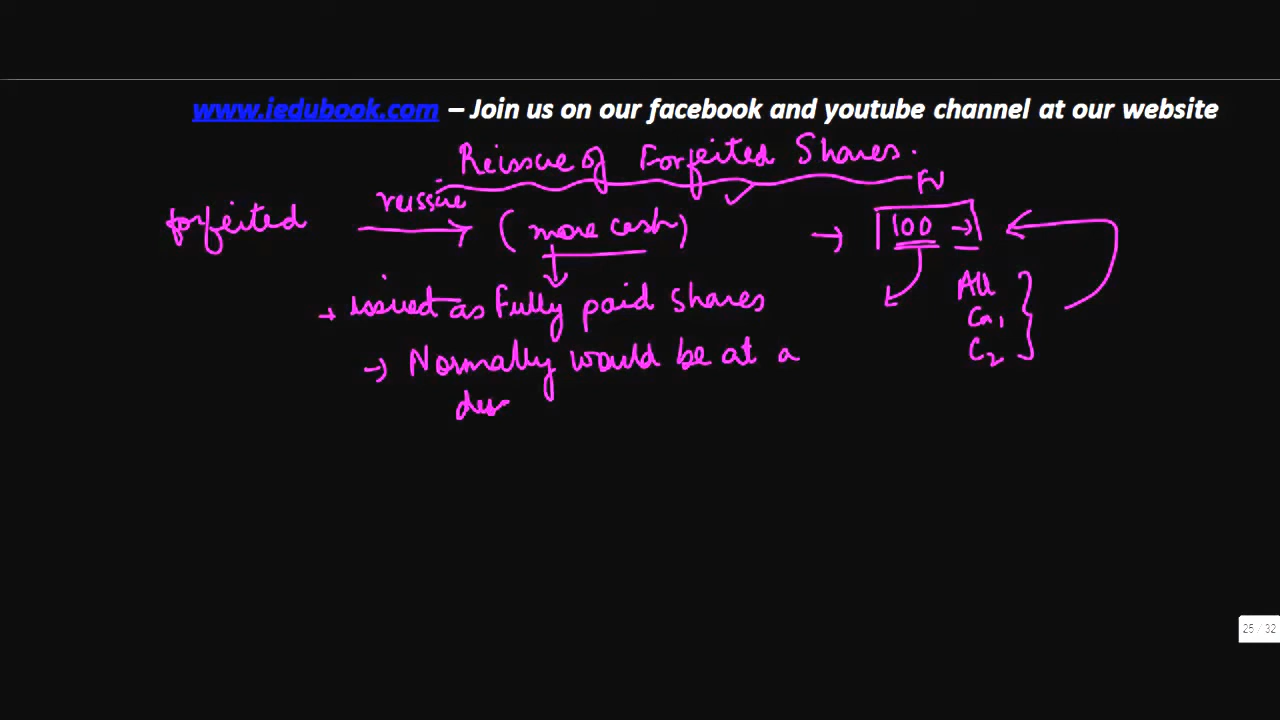 www.iedubook.com – Join us on our facebook and youtube channel at our website
Reissue of Forfeited Shares.
FV
forfeited reissue (more cash) → 100 →
→ issued as Fully paid shares
All
Ca1
C2
→ Normally would be at a
dis
25 / 32